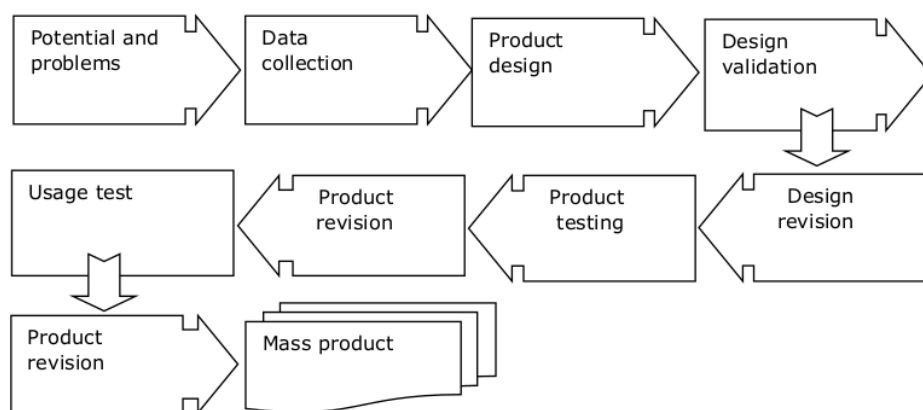 Potential and
problems
Data
collection
Product
design
Design
validation
Design
revision
Product
testing
Product
revision
Usage test
Product
revision
Mass product